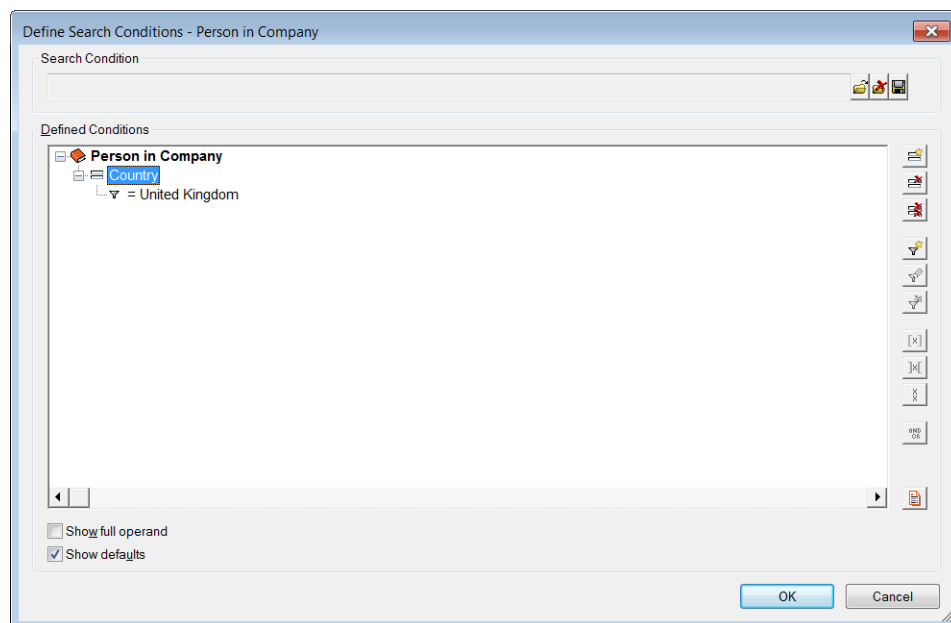 Define Search Conditions - Person in Company
Search Condition
Defined Conditions
Person in Company
Country
= United Kingdom
[x]
]x[
x
x
AND
OR
Show full operand
Show defaults
OK
Cancel